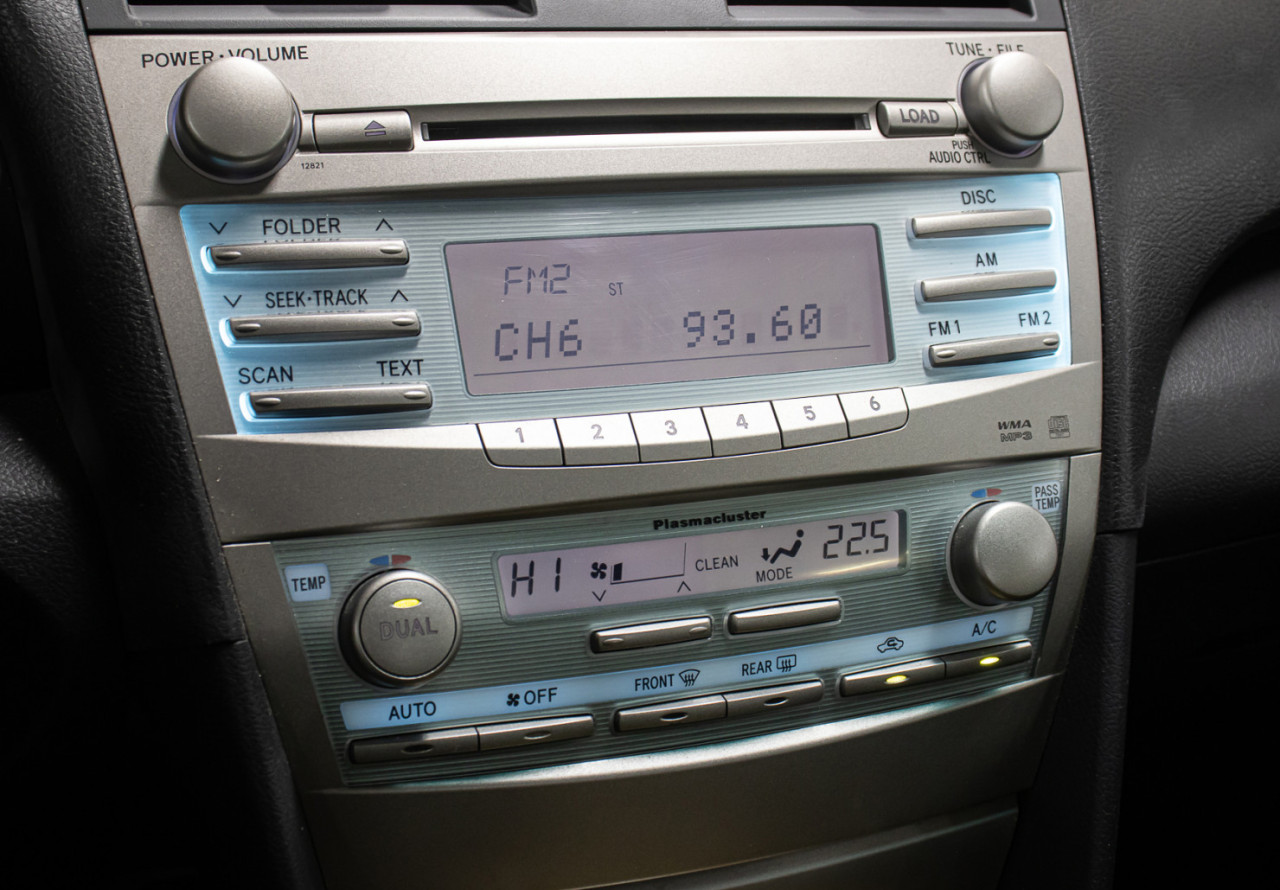 POWER·VOLUME
TUNE·FILE
LOAD
PUSH
AUDIO CTRL
12821
FOLDER
DISC
SEEK·TRACK
AM
SCAN TEXT
FM1 FM2
FM2
ST
CH6 93.60
1 2 3 4 5 6
WMA
MP3
Plasmacluster
PASS
TEMP
TEMP
HI CLEAN MODE 22.5
DUAL
AUTO
OFF
FRONT
REAR
A/C